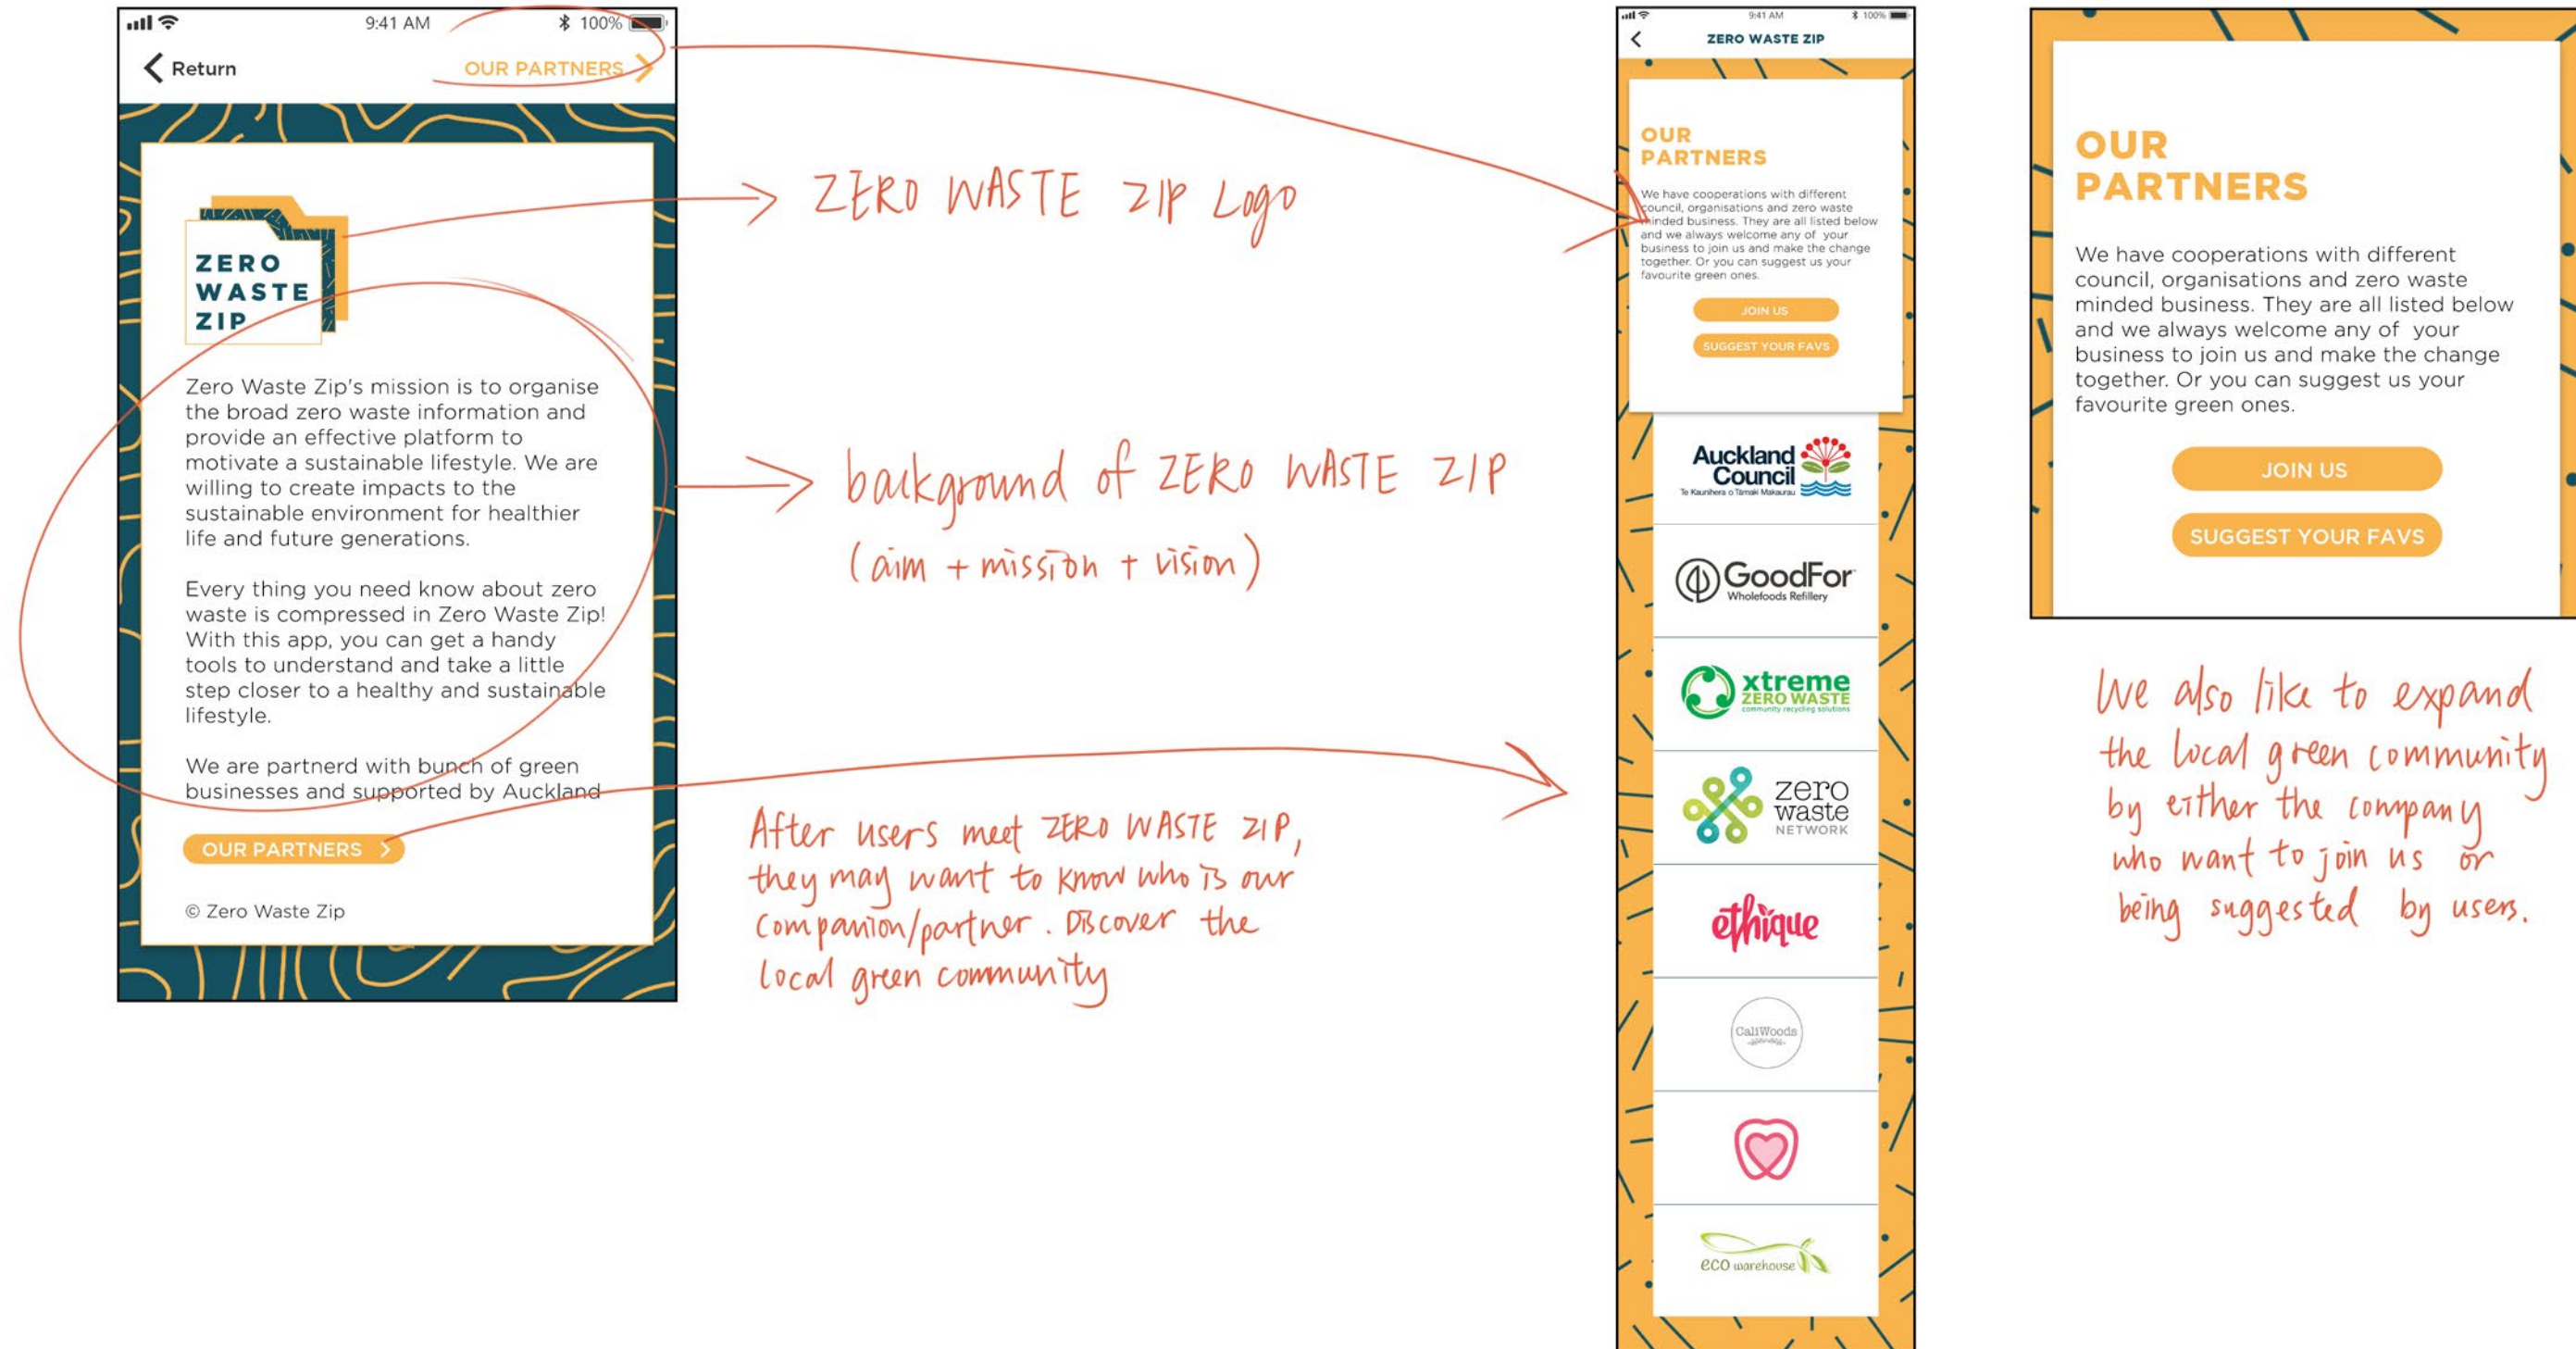 9:41 AM
100%
Return
OUR PARTNERS
ZERO
WASTE
ZIP
Zero Waste Zip's mission is to organise
the broad zero waste information and
provide an effective platform to
motivate a sustainable lifestyle. We are
willing to create impacts to the
sustainable environment for healthier
life and future generations.
Every thing you need know about zero
waste is compressed in Zero Waste Zip!
With this app, you can get a handy
tools to understand and take a little
step closer to a healthy and sustainable
lifestyle.
We are partnerd with bunch of green
businesses and supported by Auckland
OUR PARTNERS >
© Zero Waste Zip
ZERO WASTE ZIP Logo
background of ZERO WASTE ZIP
(aim + mission + vision)
After users meet ZERO WASTE ZIP,
they may want to know who is our
companion/partner. Discover the
local green community
9:41 AM
100%
ZERO WASTE ZIP
OUR
PARTNERS
We have cooperations with different
council, organisations and zero waste
minded business. They are all listed below
and we always welcome any of your
business to join us and make the change
together. Or you can suggest us your
favourite green ones.
JOIN US
SUGGEST YOUR FAVS
Auckland
Council
Te Kaunihera o Tāmaki Makaurau
GoodFor
Wholefoods Refillery
xtreme
ZERO WASTE
community recycling solutions
zero
waste
NETWORK
ethique
CaliWoods
eco warehouse
OUR
PARTNERS
We have cooperations with different
council, organisations and zero waste
minded business. They are all listed below
and we always welcome any of your
business to join us and make the change
together. Or you can suggest us your
favourite green ones.
JOIN US
SUGGEST YOUR FAVS
We also like to expand
the local green community
by either the company
who want to join us or
being suggested by users.